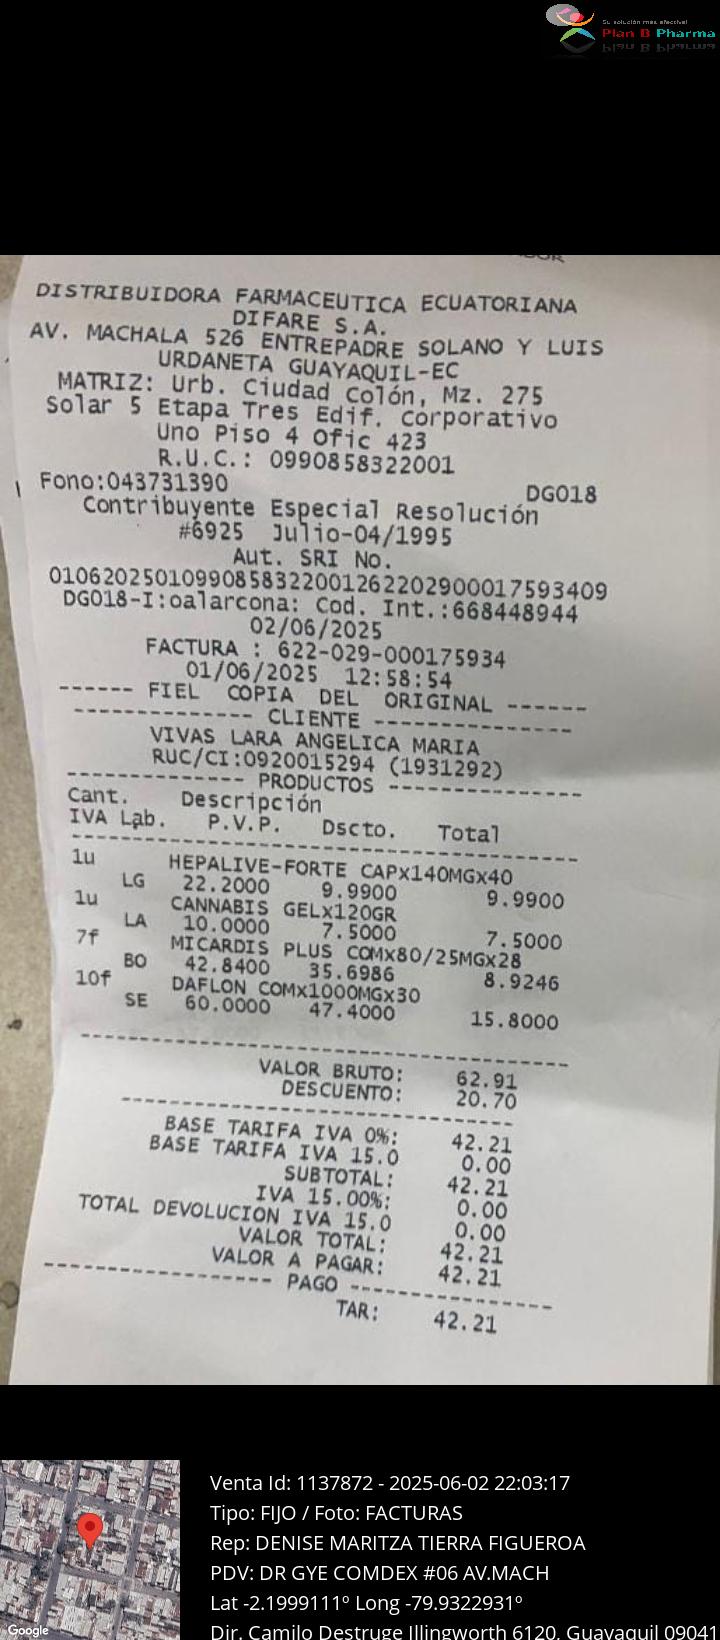 Su solución más efectiva!
Plan B Pharma
DISTRIBUIDORA FARMACEUTICA ECUATORIANA
DIFARE S.A.
AV. MACHALA 526 ENTREPADRE SOLANO Y LUIS
URDANETA GUAYAQUIL-EC
MATRIZ: Urb. Ciudad Colón, Mz. 275
Solar 5 Etapa Tres Edif. Corporativo
Uno Piso 4 Ofic 423
R.U.C.: 0990858322001
Fono:043731390 DG018
Contribuyente Especial Resolución
#6925 Julio-04/1995
Aut. SRI No.
0106202501099085832200126220290001759​3409
DG018-I:oalarcona: Cod. Int.:668448944
02/06/2025
FACTURA : 622-029-000175934
01/06/2025 12:58:54
------ FIEL COPIA DEL ORIGINAL ------
------------- CLIENTE --------------
VIVAS LARA ANGELICA MARIA
RUC/CI:0920015294 (1931292)
------------- PRODUCTOS -------------
Cant. Descripción
IVA Lab. P.V.P. Dscto. Total
1u HEPALIVE-FORTE CAPx140MGx40
LG 22.2000 9.9900 9.9900
1u CANNABIS GELx120GR
LA 10.0000 7.5000 7.5000
7f MICARDIS PLUS COMx80/25MGx28
BO 42.8400 35.6986 8.9246
10f DAFLON COMx1000MGx30
SE 60.0000 47.4000 15.8000
VALOR BRUTO: 62.91
DESCUENTO: 20.70
BASE TARIFA IVA 0%: 42.21
BASE TARIFA IVA 15.0 0.00
SUBTOTAL: 42.21
IVA 15.00%: 0.00
TOTAL DEVOLUCION IVA 15.0 0.00
VALOR TOTAL: 42.21
VALOR A PAGAR: 42.21
------------------ PAGO ----------------
TAR: 42.21
Google
Venta Id: 1137872 - 2025-06-02 22:03:17
Tipo: FIJO / Foto: FACTURAS
Rep: DENISE MARITZA TIERRA FIGUEROA
PDV: DR GYE COMDEX #06 AV.MACH
Lat -2.1999111º Long -79.9322931º
Dir. Camilo Destruge Illingworth 6120, Guayaquil 09041